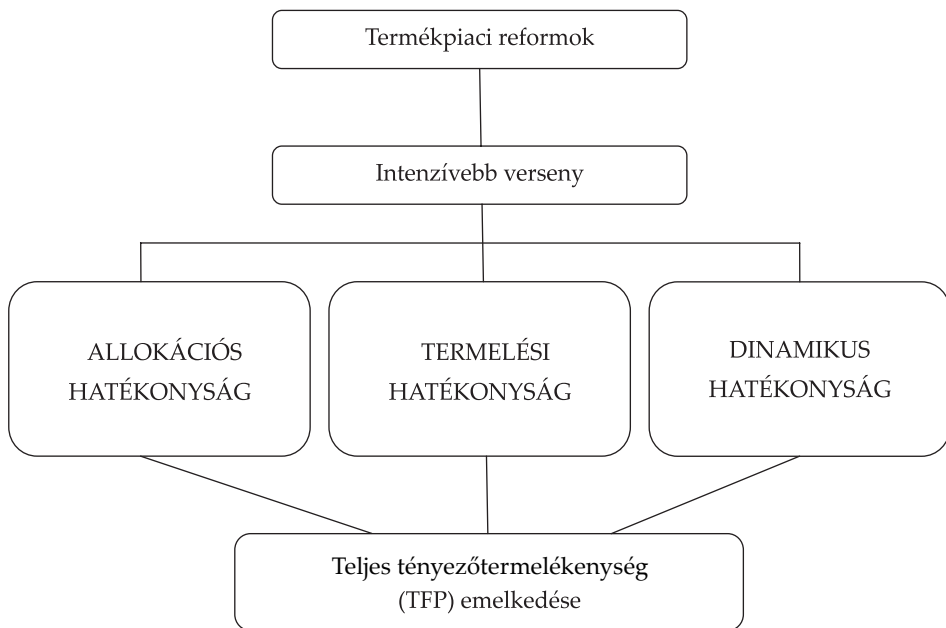 Termékpiaci reformok
Intenzívebb verseny
ALLOKÁCIÓS
HATÉKONYSÁG
TERMELÉSI
HATÉKONYSÁG
DINAMIKUS
HATÉKONYSÁG
Teljes tényezőtermelékenység
(TFP) emelkedése